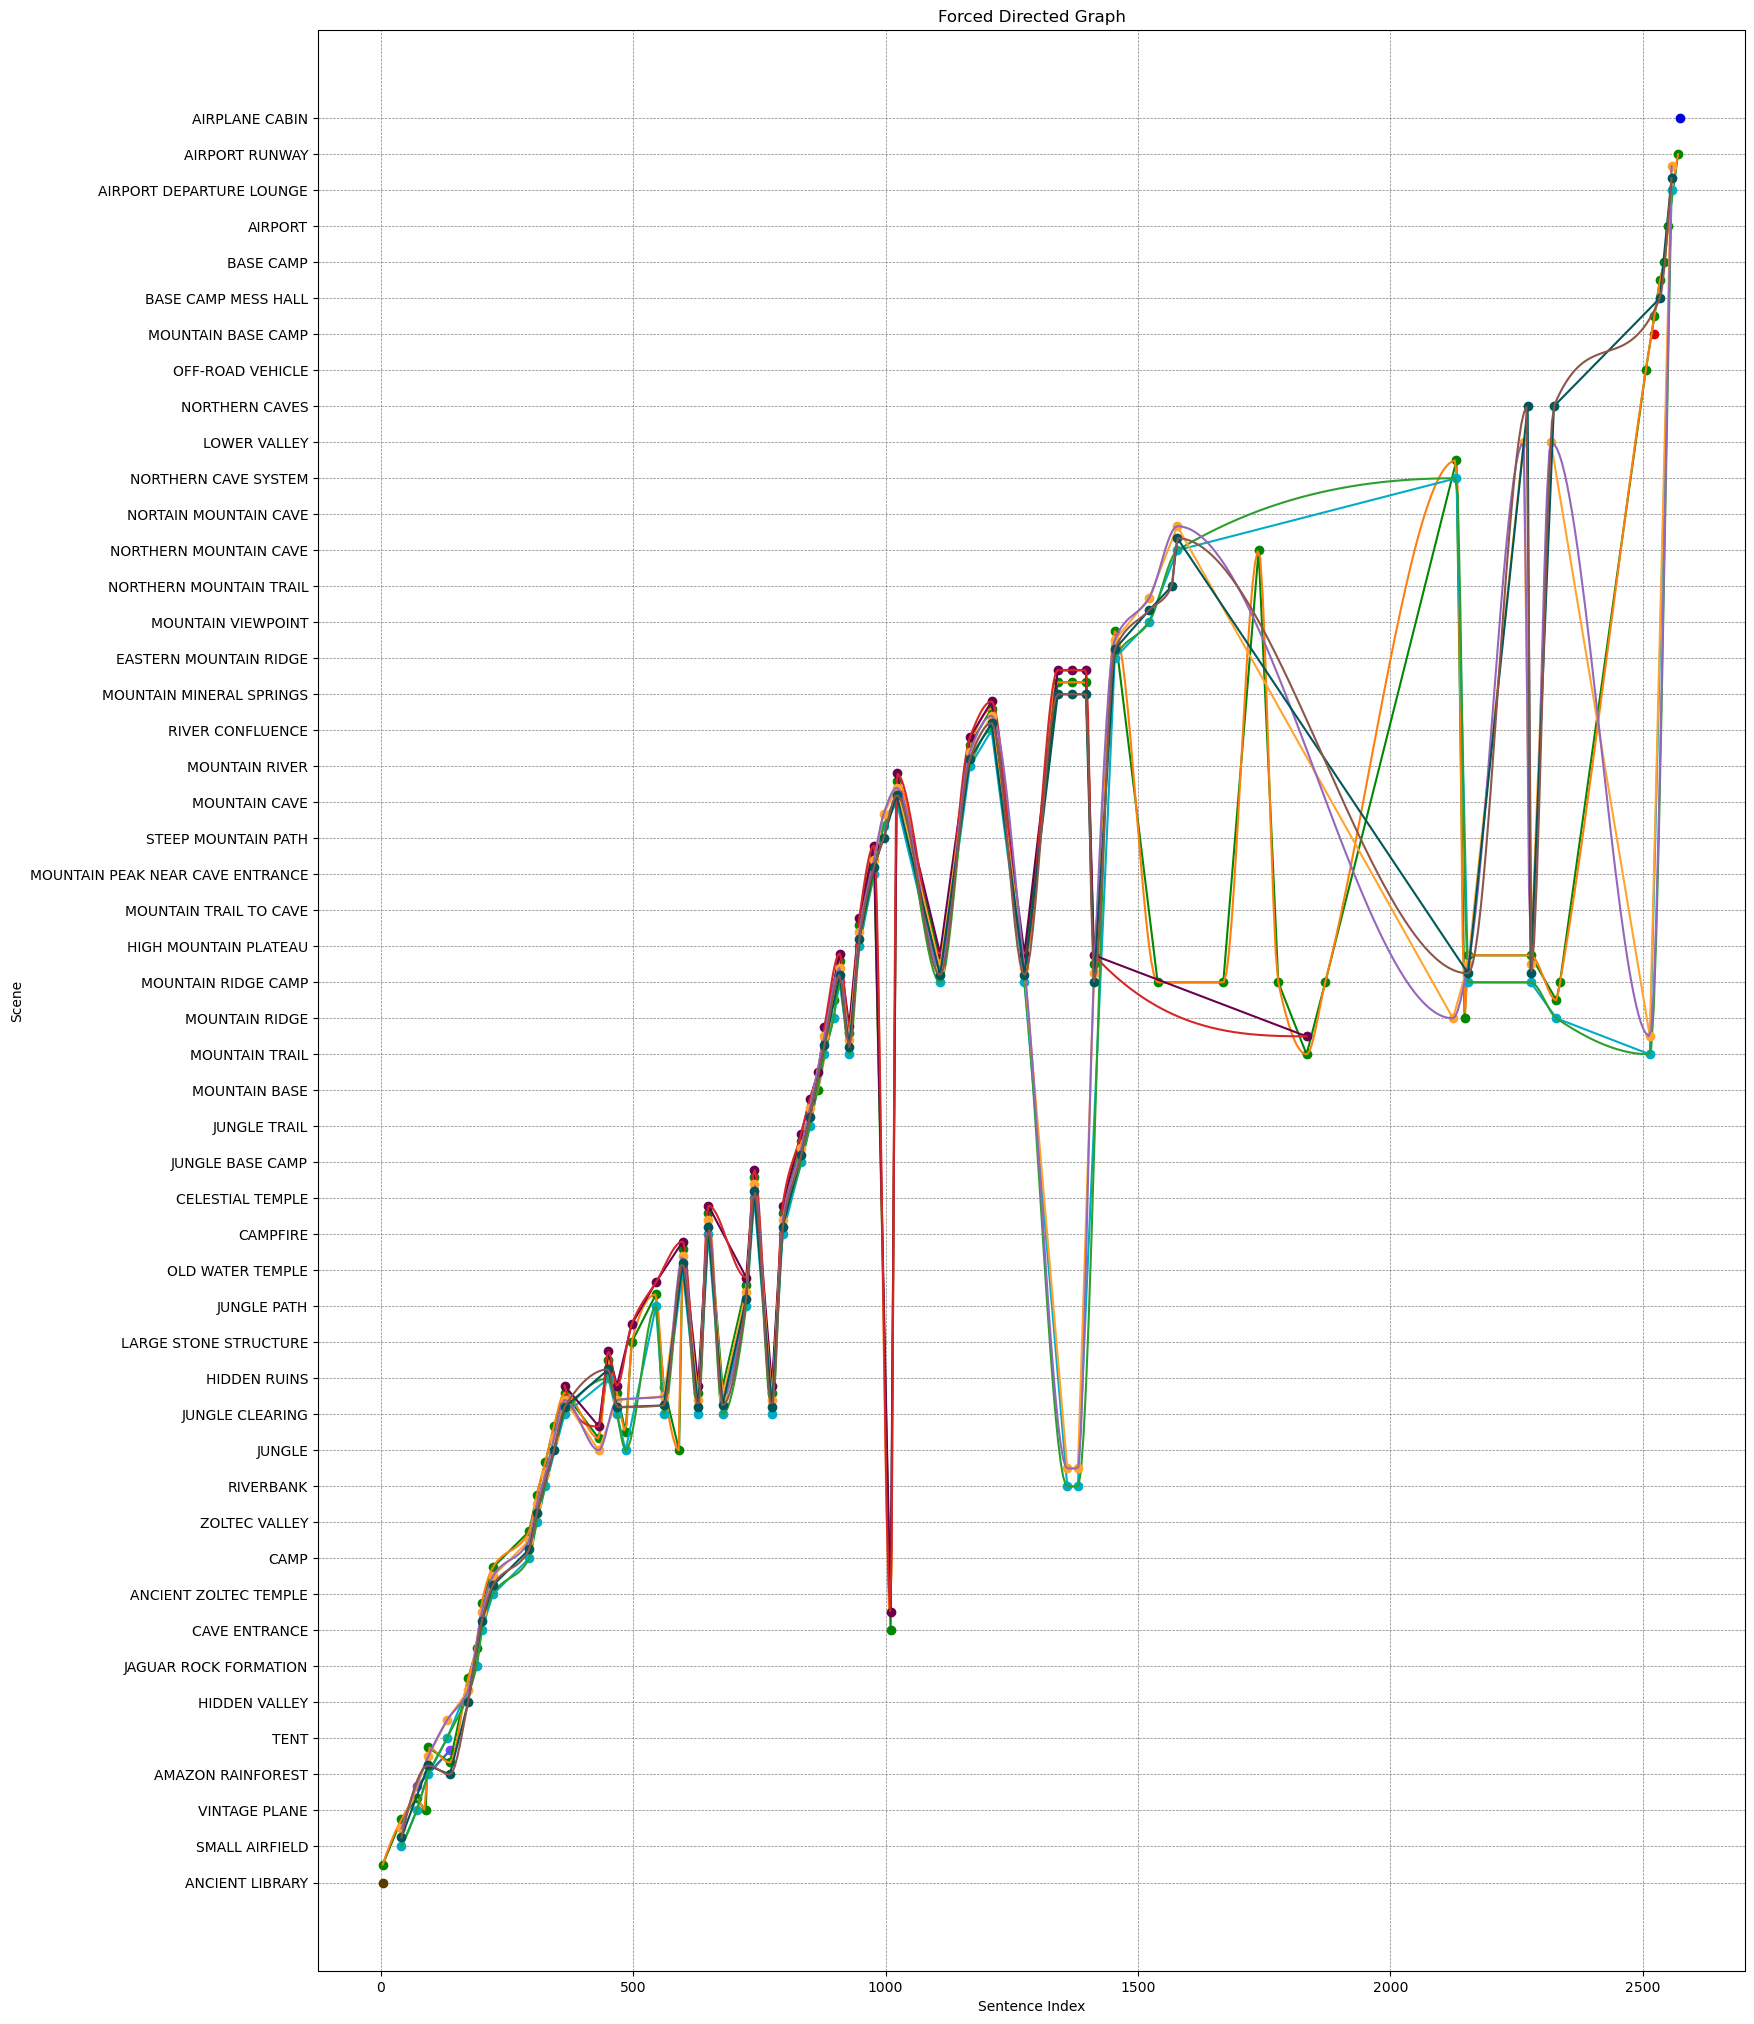 Forced Directed Graph
AIRPLANE CABIN
AIRPORT RUNWAY
AIRPORT DEPARTURE LOUNGE
AIRPORT
BASE CAMP
BASE CAMP MESS HALL
MOUNTAIN BASE CAMP
OFF-ROAD VEHICLE
NORTHERN CAVES
LOWER VALLEY
NORTHERN CAVE SYSTEM
NORTAIN MOUNTAIN CAVE
NORTHERN MOUNTAIN CAVE
NORTHERN MOUNTAIN TRAIL
MOUNTAIN VIEWPOINT
EASTERN MOUNTAIN RIDGE
MOUNTAIN MINERAL SPRINGS
RIVER CONFLUENCE
MOUNTAIN RIVER
MOUNTAIN CAVE
STEEP MOUNTAIN PATH
MOUNTAIN PEAK NEAR CAVE ENTRANCE
MOUNTAIN TRAIL TO CAVE
HIGH MOUNTAIN PLATEAU
MOUNTAIN RIDGE CAMP
MOUNTAIN RIDGE
MOUNTAIN TRAIL
MOUNTAIN BASE
JUNGLE TRAIL
JUNGLE BASE CAMP
CELESTIAL TEMPLE
CAMPFIRE
OLD WATER TEMPLE
JUNGLE PATH
LARGE STONE STRUCTURE
HIDDEN RUINS
JUNGLE CLEARING
JUNGLE
RIVERBANK
ZOLTEC VALLEY
CAMP
ANCIENT ZOLTEC TEMPLE
CAVE ENTRANCE
JAGUAR ROCK FORMATION
HIDDEN VALLEY
TENT
AMAZON RAINFOREST
VINTAGE PLANE
SMALL AIRFIELD
ANCIENT LIBRARY
Scene
0 500 1000 1500 2000 2500
Sentence Index